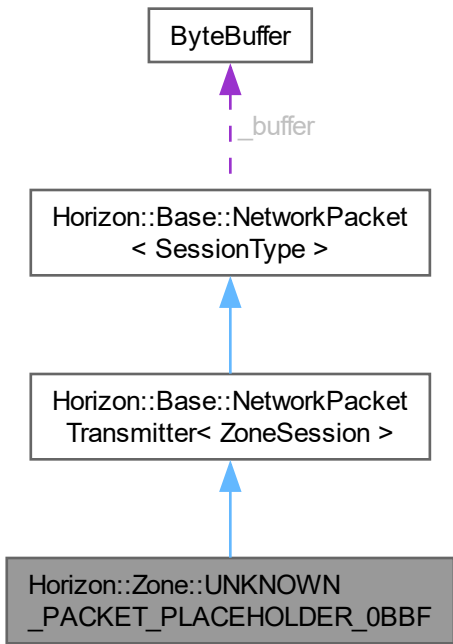 ByteBuffer
_buffer
Horizon::Base::NetworkPacket
< SessionType >
Horizon::Base::NetworkPacket
Transmitter< ZoneSession >
Horizon::Zone::UNKNOWN
_PACKET_PLACEHOLDER_0BBF